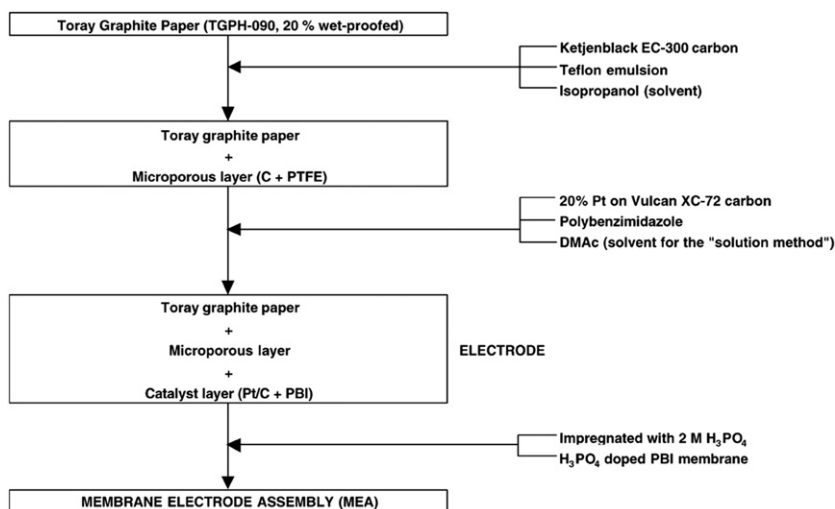 Toray Graphite Paper (TGPH-090, 20 % wet-proofed)
Ketjenblack EC-300 carbon
Teflon emulsion
Isopropanol (solvent)
Toray graphite paper
+
Microporous layer (C + PTFE)
20% Pt on Vulcan XC-72 carbon
Polybenzimidazole
DMAc (solvent for the "solution method")
Toray graphite paper
+
Microporous layer
+
Catalyst layer (Pt/C + PBI)
ELECTRODE
Impregnated with 2 M H₃PO₄
H₃PO₄ doped PBI membrane
MEMBRANE ELECTRODE ASSEMBLY (MEA)